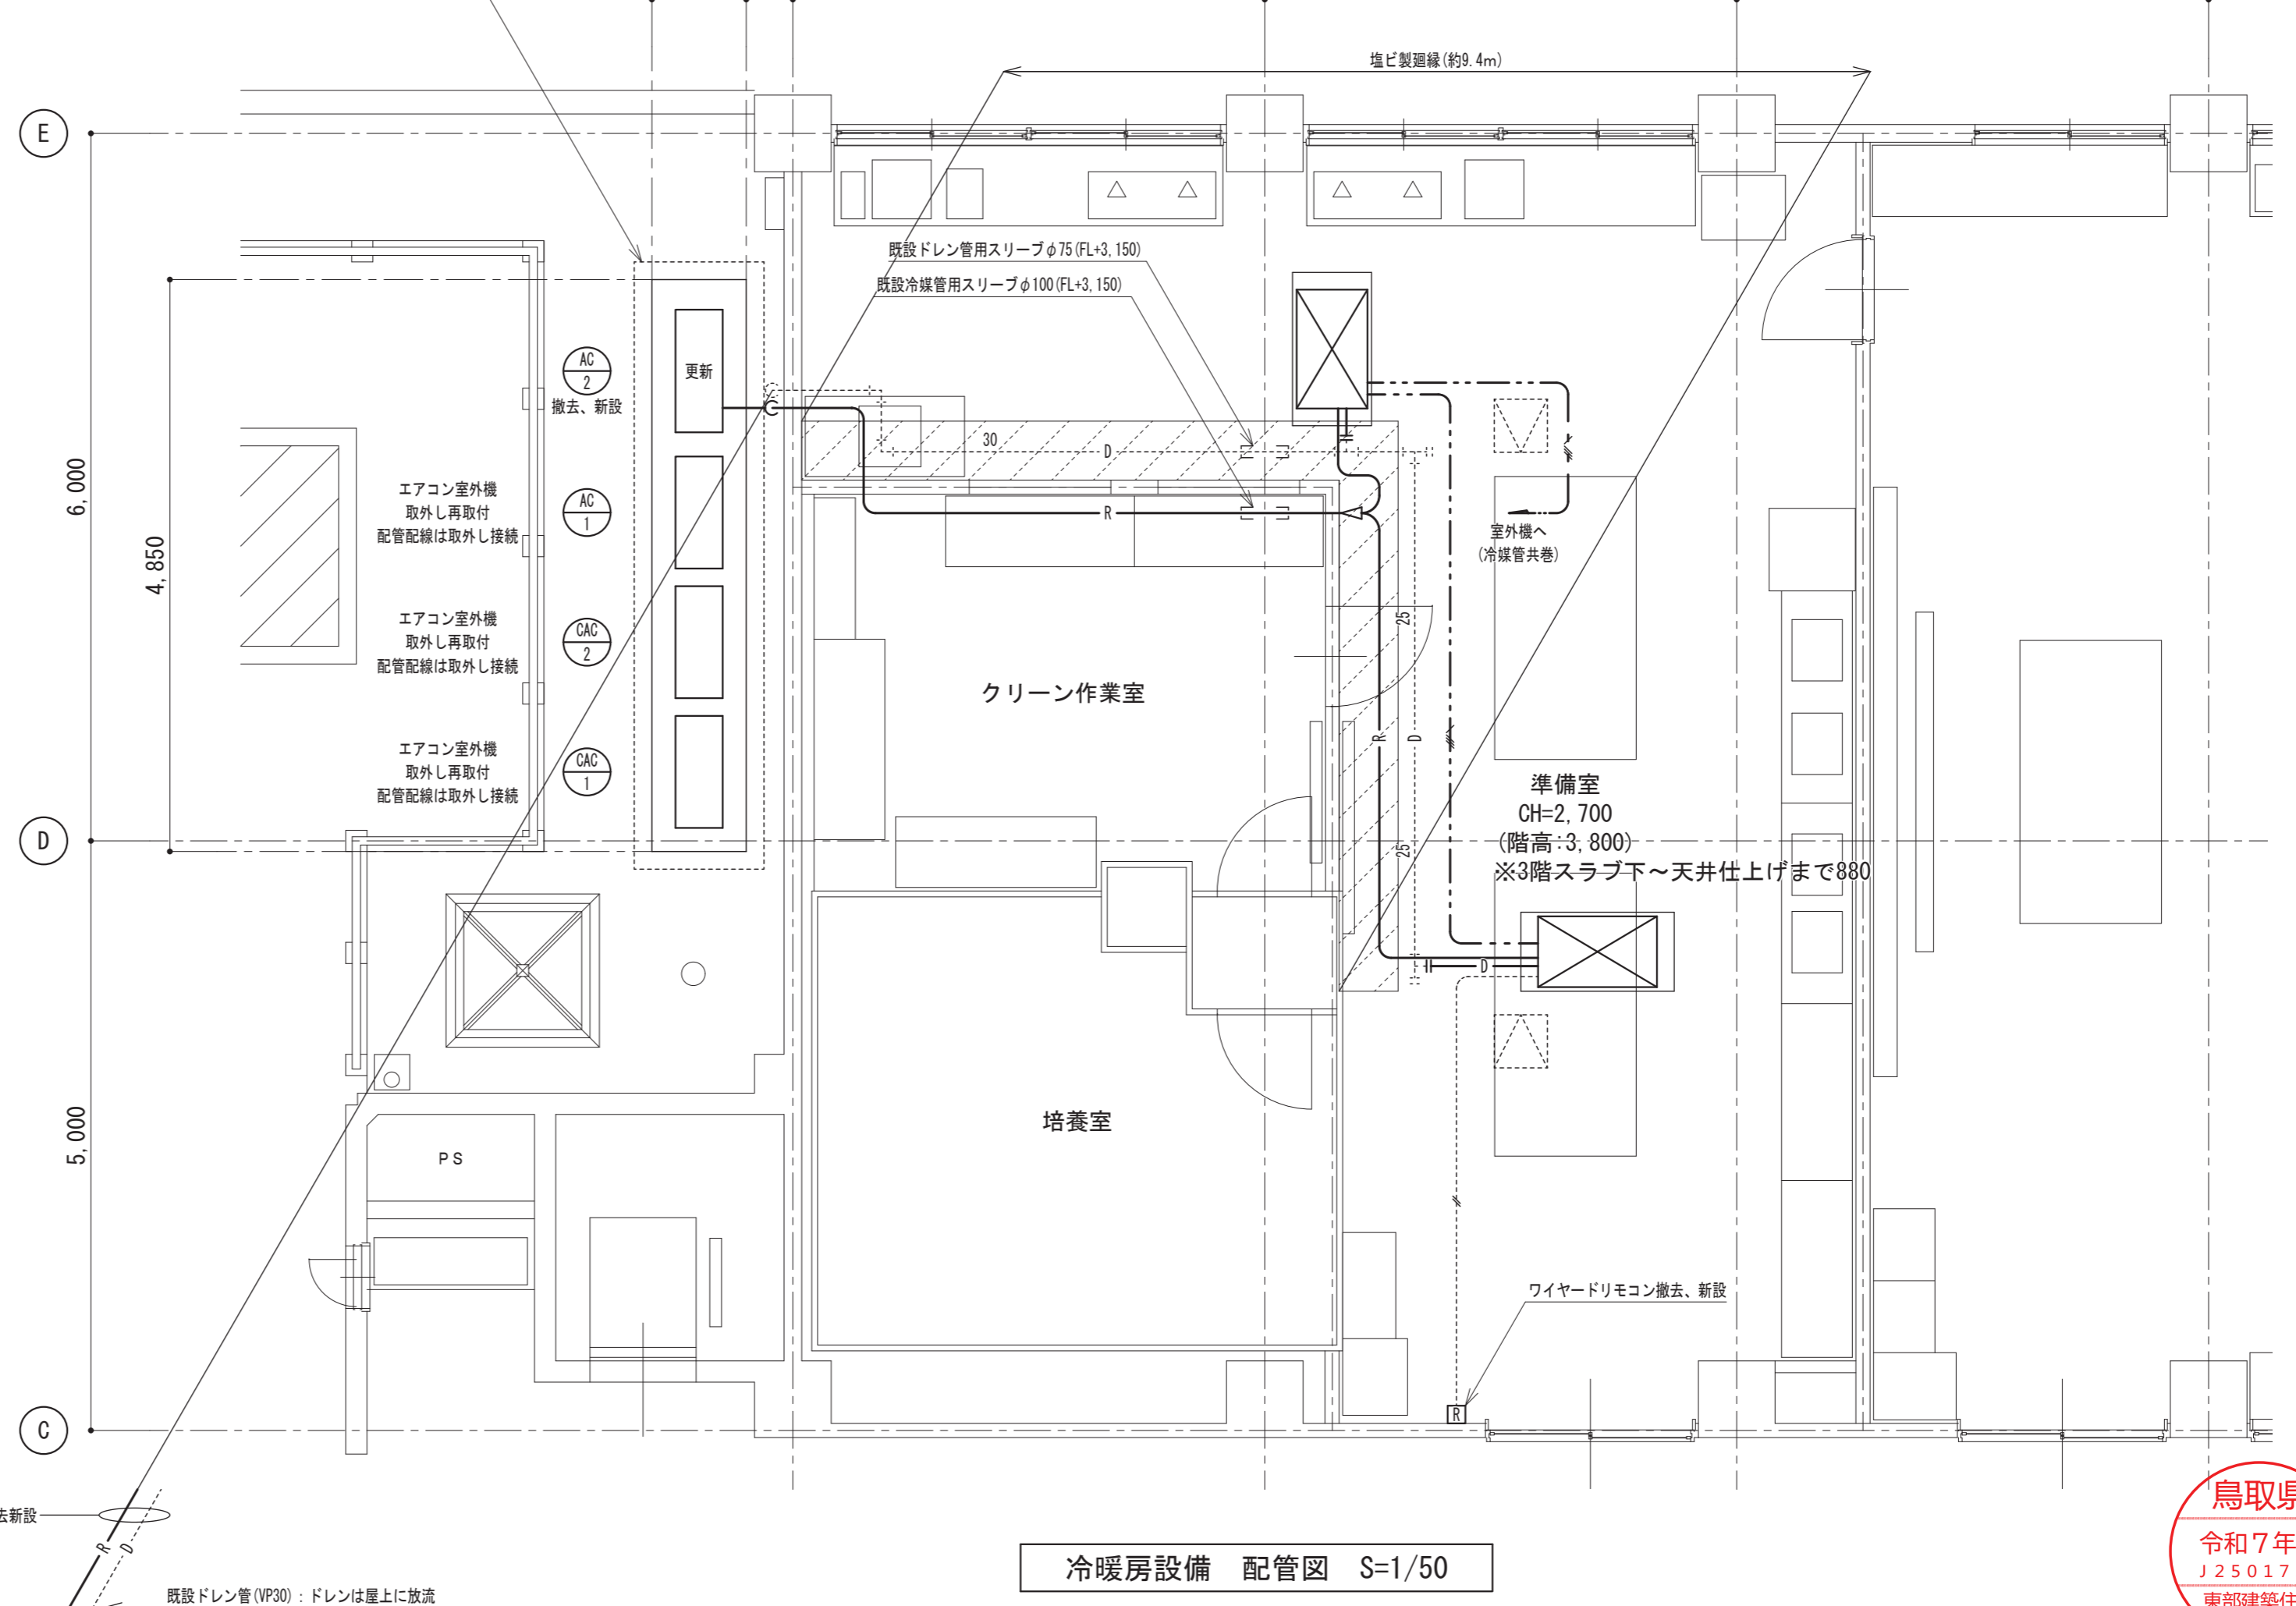 塩ビ製廻縁(約9.4m)
E
既設ドレン管用スリーブφ75(FL+3,150)
既設冷媒管用スリーブφ100(FL+3,150)
AC
2
撤去、新設
更新
30
D
6,000
4,850
エアコン室外機
取外し再取付
配管配線は取外し接続
AC
1
R
室外機へ
(冷媒管共巻)
エアコン室外機
取外し再取付
配管配線は取外し接続
CAC
2
25
クリーン作業室
R
D
エアコン室外機
取外し再取付
配管配線は取外し接続
CAC
1
準備室
CH=2,700
(階高:3,800)
※3階スラブ下～天井仕上げまで880
25
D
D
5,000
培養室
PS
ワイヤードリモコン撤去、新設
R
C
去新設
R
D
冷暖房設備 配管図 S=1/50
既設ドレン管(VP30)：ドレンは屋上に放流
鳥取県
令和7年
J25017
東部建築住